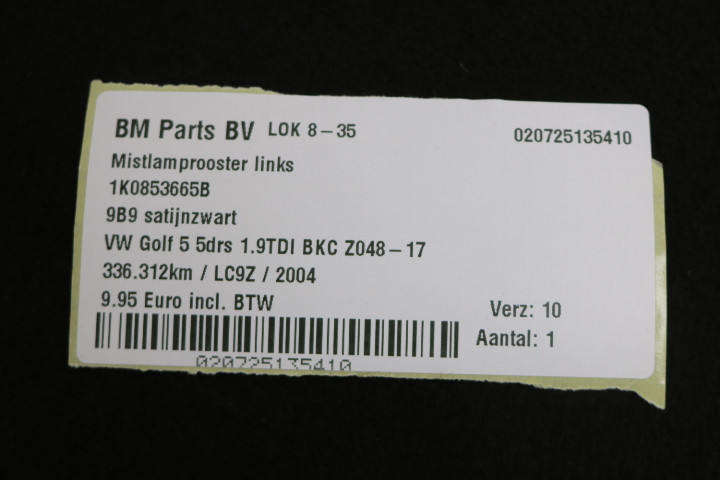 BM Parts BV LOK 8-35 020725135410
Mistlamprooster links
1K0853665B
9B9 satijnzwart
VW Golf 5 5drs 1.9TDI BKC Z048-17
336.312km / LC9Z / 2004
9.95 Euro incl. BTW Verz: 10
Aantal: 1
020725135410